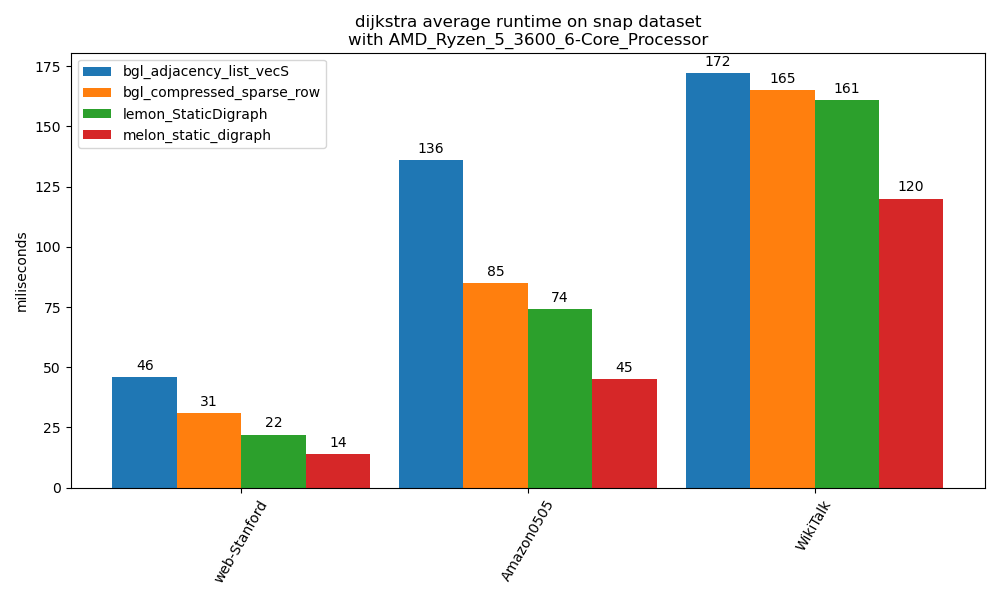 dijkstra average runtime on snap dataset
with AMD_Ryzen_5_3600_6-Core_Processor
bgl_adjacency_list_vecS
bgl_compressed_sparse_row
lemon_StaticDigraph
melon_static_digraph
miliseconds
175
150
125
100
75
50
25
0
46
31
22
14
136
85
74
45
172
165
161
120
web-Stanford
Amazon0505
WikiTalk